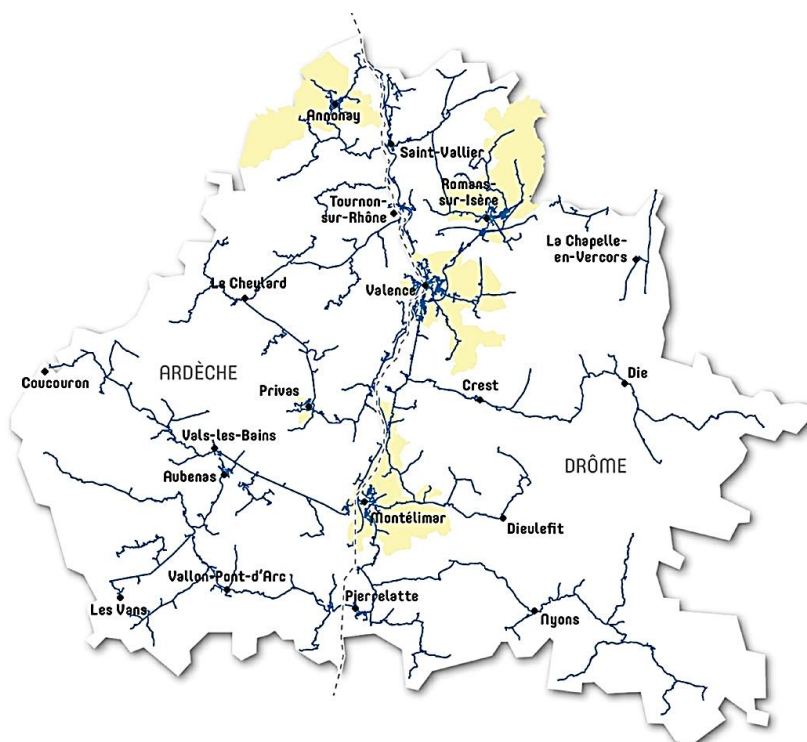 Annonay
Saint-Vallier
Romans-
sur-Isère
Tournon-
sur-Rhône
La Chapelle-
en-Vercors
Valence
Le Cheylard
Coucouron
ARDÈCHE
Privas
Crest
Die
Vals-les-Bains
Aubenas
DRÔME
Montélimar
Dieulefit
Vallon-Pont-d'Arc
Les Vans
Pierrelatte
Nyons